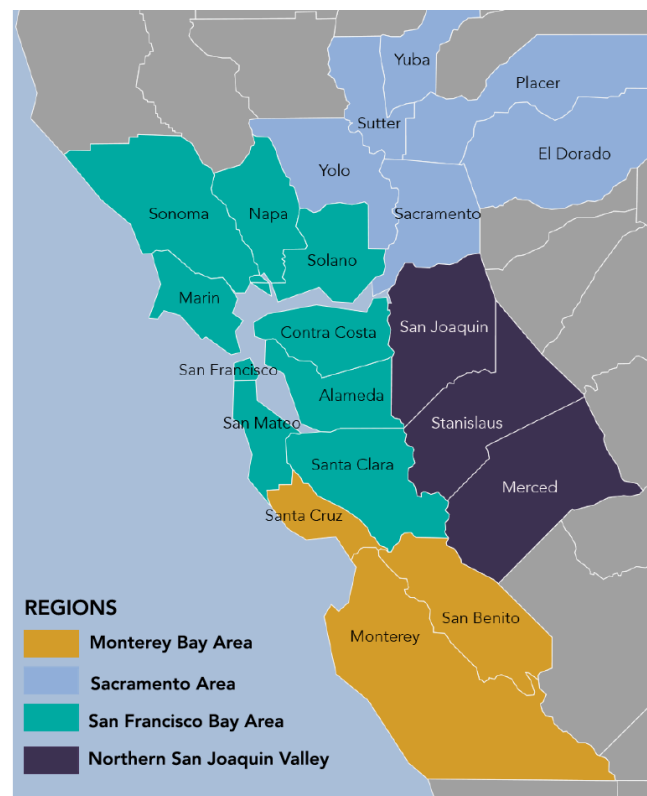 Yuba
Placer
Sutter
El Dorado
Yolo
Sacramento
Sonoma
Napa
Solano
Marin
San Joaquin
Contra Costa
San Francisco
Alameda
San Mateo
Stanislaus
Santa Clara
Merced
Santa Cruz
San Benito
Monterey
REGIONS
Monterey Bay Area
Sacramento Area
San Francisco Bay Area
Northern San Joaquin Valley